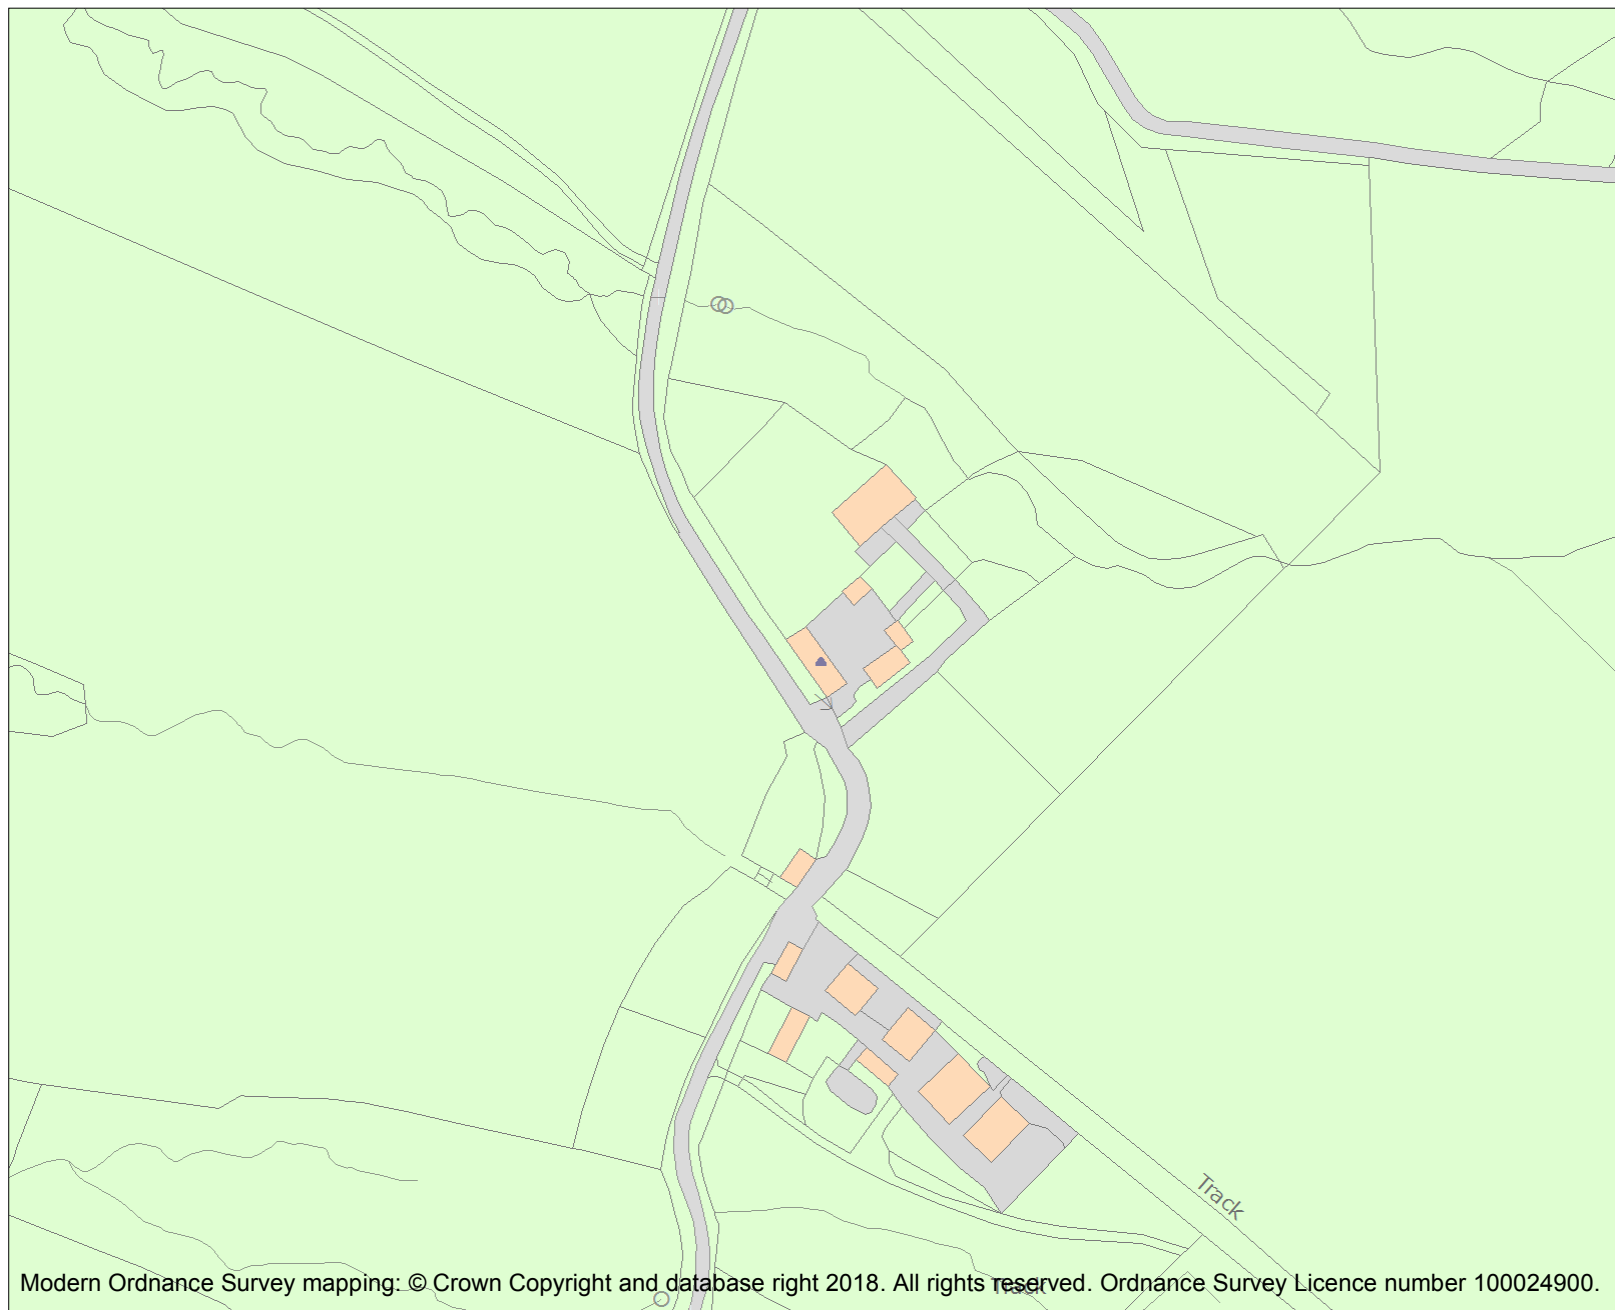 Track
Track
Modern Ordnance Survey mapping: © Crown Copyright and database right 2018. All rights reserved. Ordnance Survey Licence number 100024900.